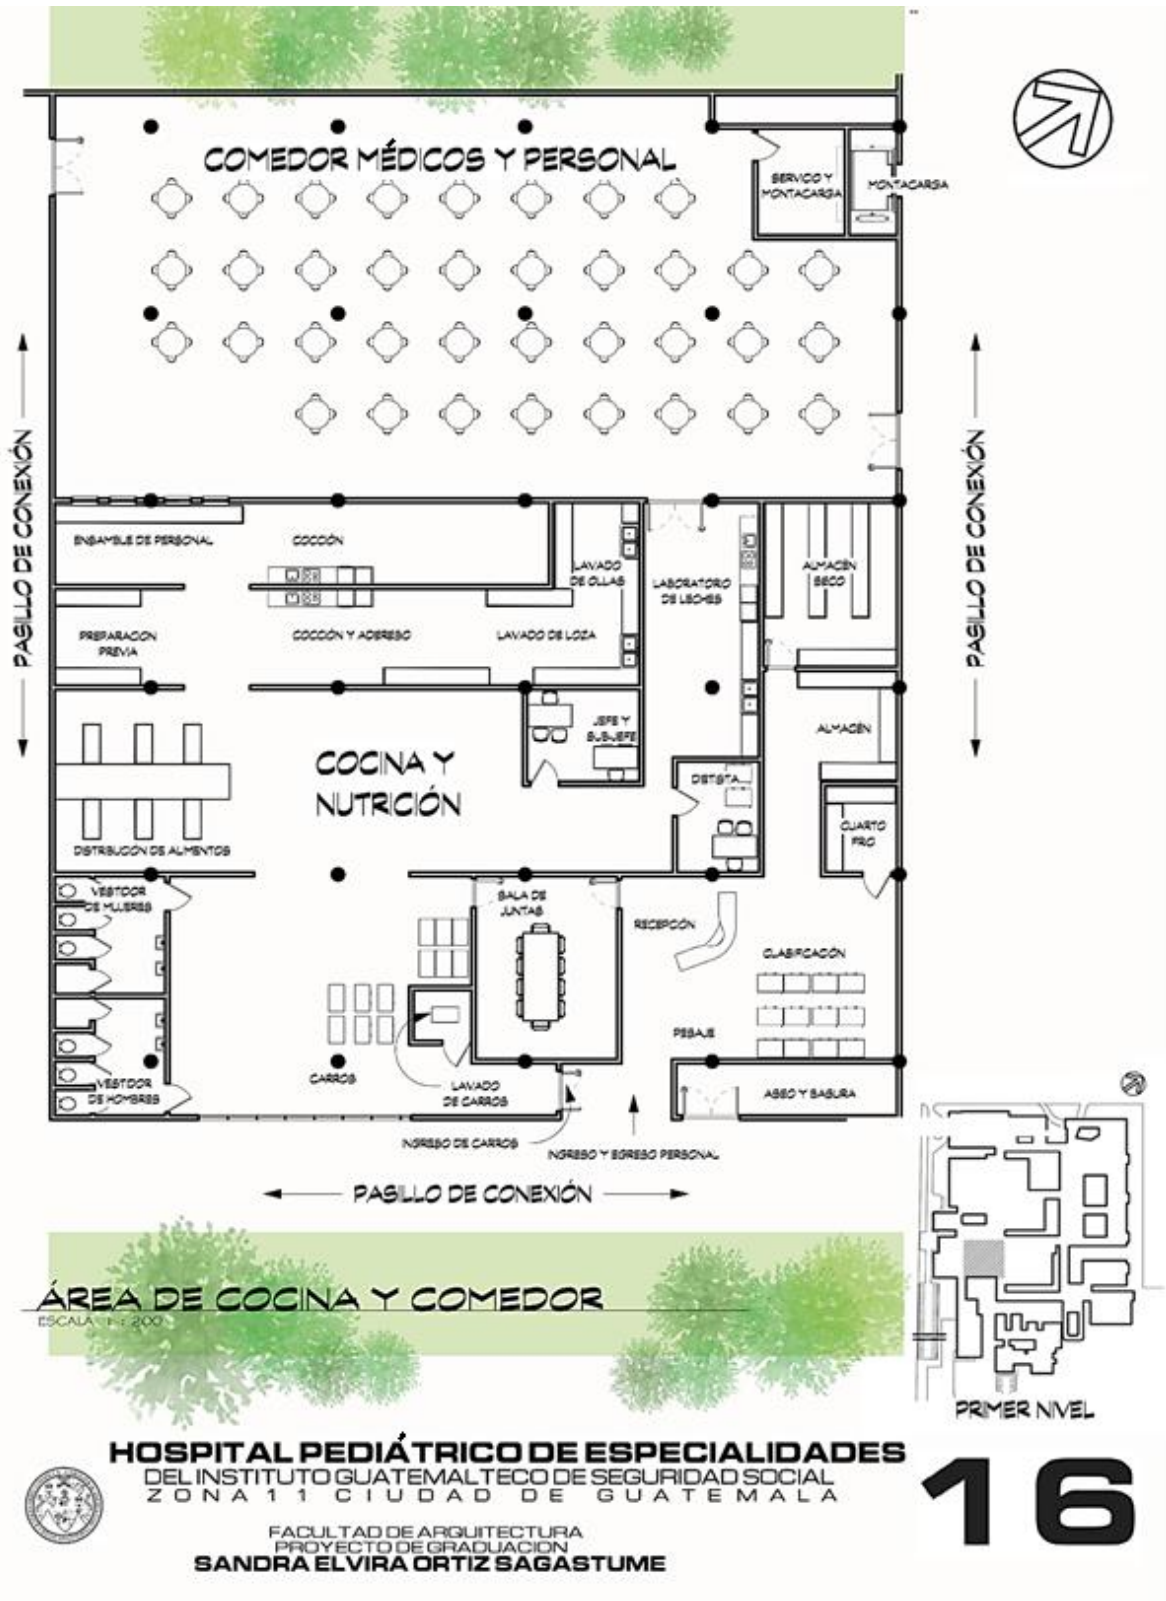 COMEDOR MÉDICOS Y PERSONAL
SERVICIO Y
MONTACARGA
MONTACARGA
PASILLO DE CONEXIÓN
PASILLO DE CONEXIÓN
ENSAMBLE DE PERSONAL
COCCIÓN
LAVADO
DE OLLAS
LABORATORIO
DE LECHES
ALMACÉN
SECO
PREPARACION
PREVIA
COCCIÓN Y ADERESO
LAVADO DE LOZA
JEFE Y
SUBJEFE
ALMACÉN
COCINA Y
NUTRICIÓN
DIETISTA
CUARTO
FRIO
DISTRIBUCIÓN DE ALIMENTOS
VESTIDOR
DE MUJERES
SALA DE
JUNTAS
RECEPCIÓN
CLASIFICACIÓN
PESAJE
CARROS
VESTIDOR
DE HOMBRES
LAVADO
DE CARROS
ASEO Y BASURA
INGRESO DE CARROS
INGRESO Y EGRESO PERSONAL
PASILLO DE CONEXIÓN
ÁREA DE COCINA Y COMEDOR
ESCALA 1 : 200
PRIMER NIVEL
HOSPITAL PEDIÁTRICO DE ESPECIALIDADES
DEL INSTITUTO GUATEMALTECO DE SEGURIDAD SOCIAL
ZONA 11 CIUDAD DE GUATEMALA
FACULTAD DE ARQUITECTURA
PROYECTO DE GRADUACION
SANDRA ELVIRA ORTIZ SAGASTUME
16